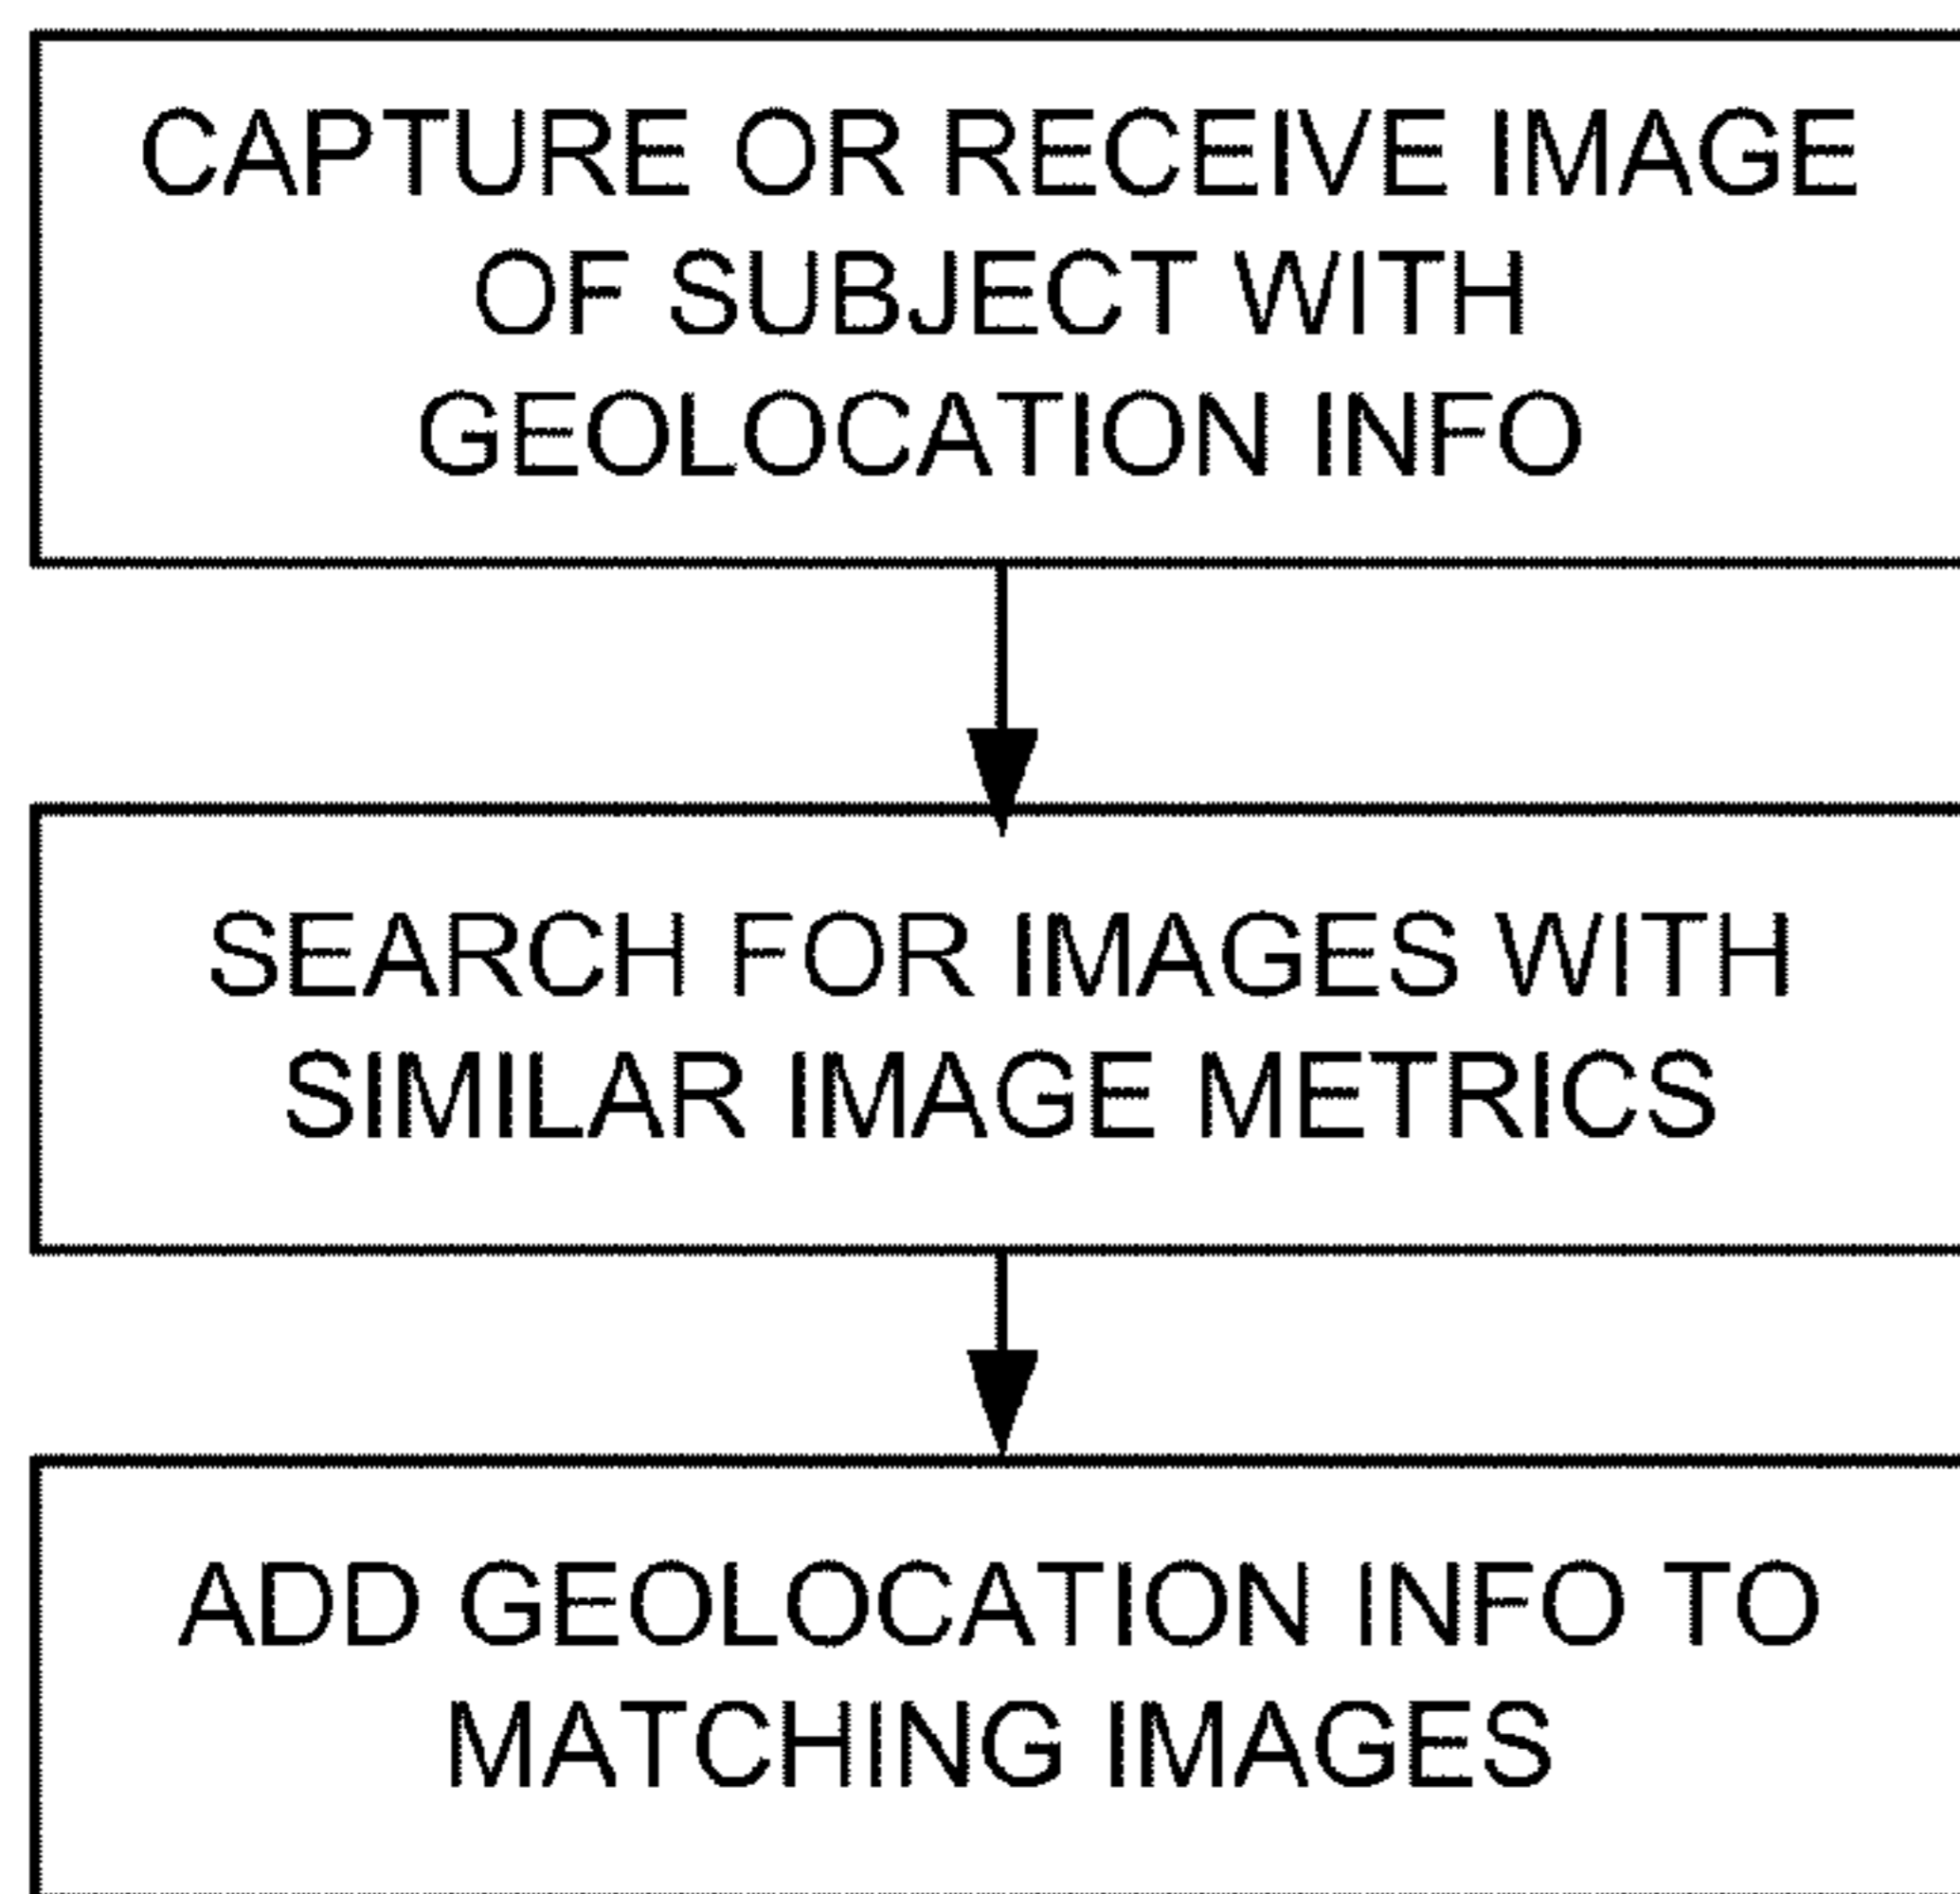 CAPTURE OR RECEIVE IMAGE
OF SUBJECT WITH
GEOLOCATION INFO
SEARCH FOR IMAGES WITH
SIMILAR IMAGE METRICS
ADD GEOLOCATION INFO TO
MATCHING IMAGES